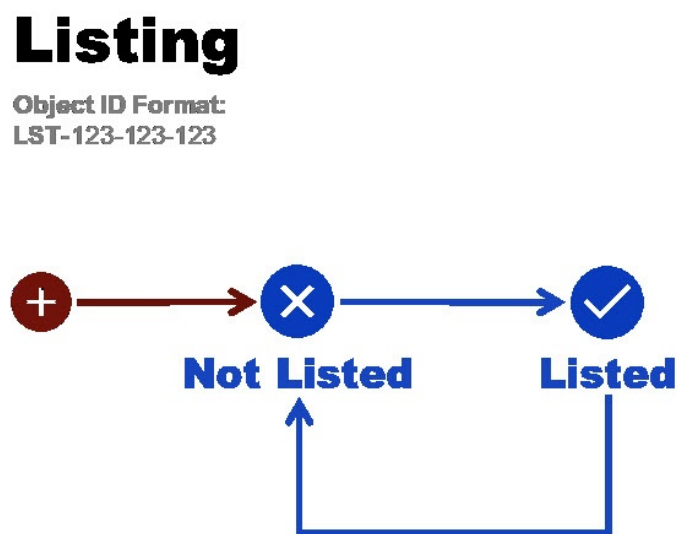 Listing
Object ID Format:
LST-123-123-123
Not Listed
Listed